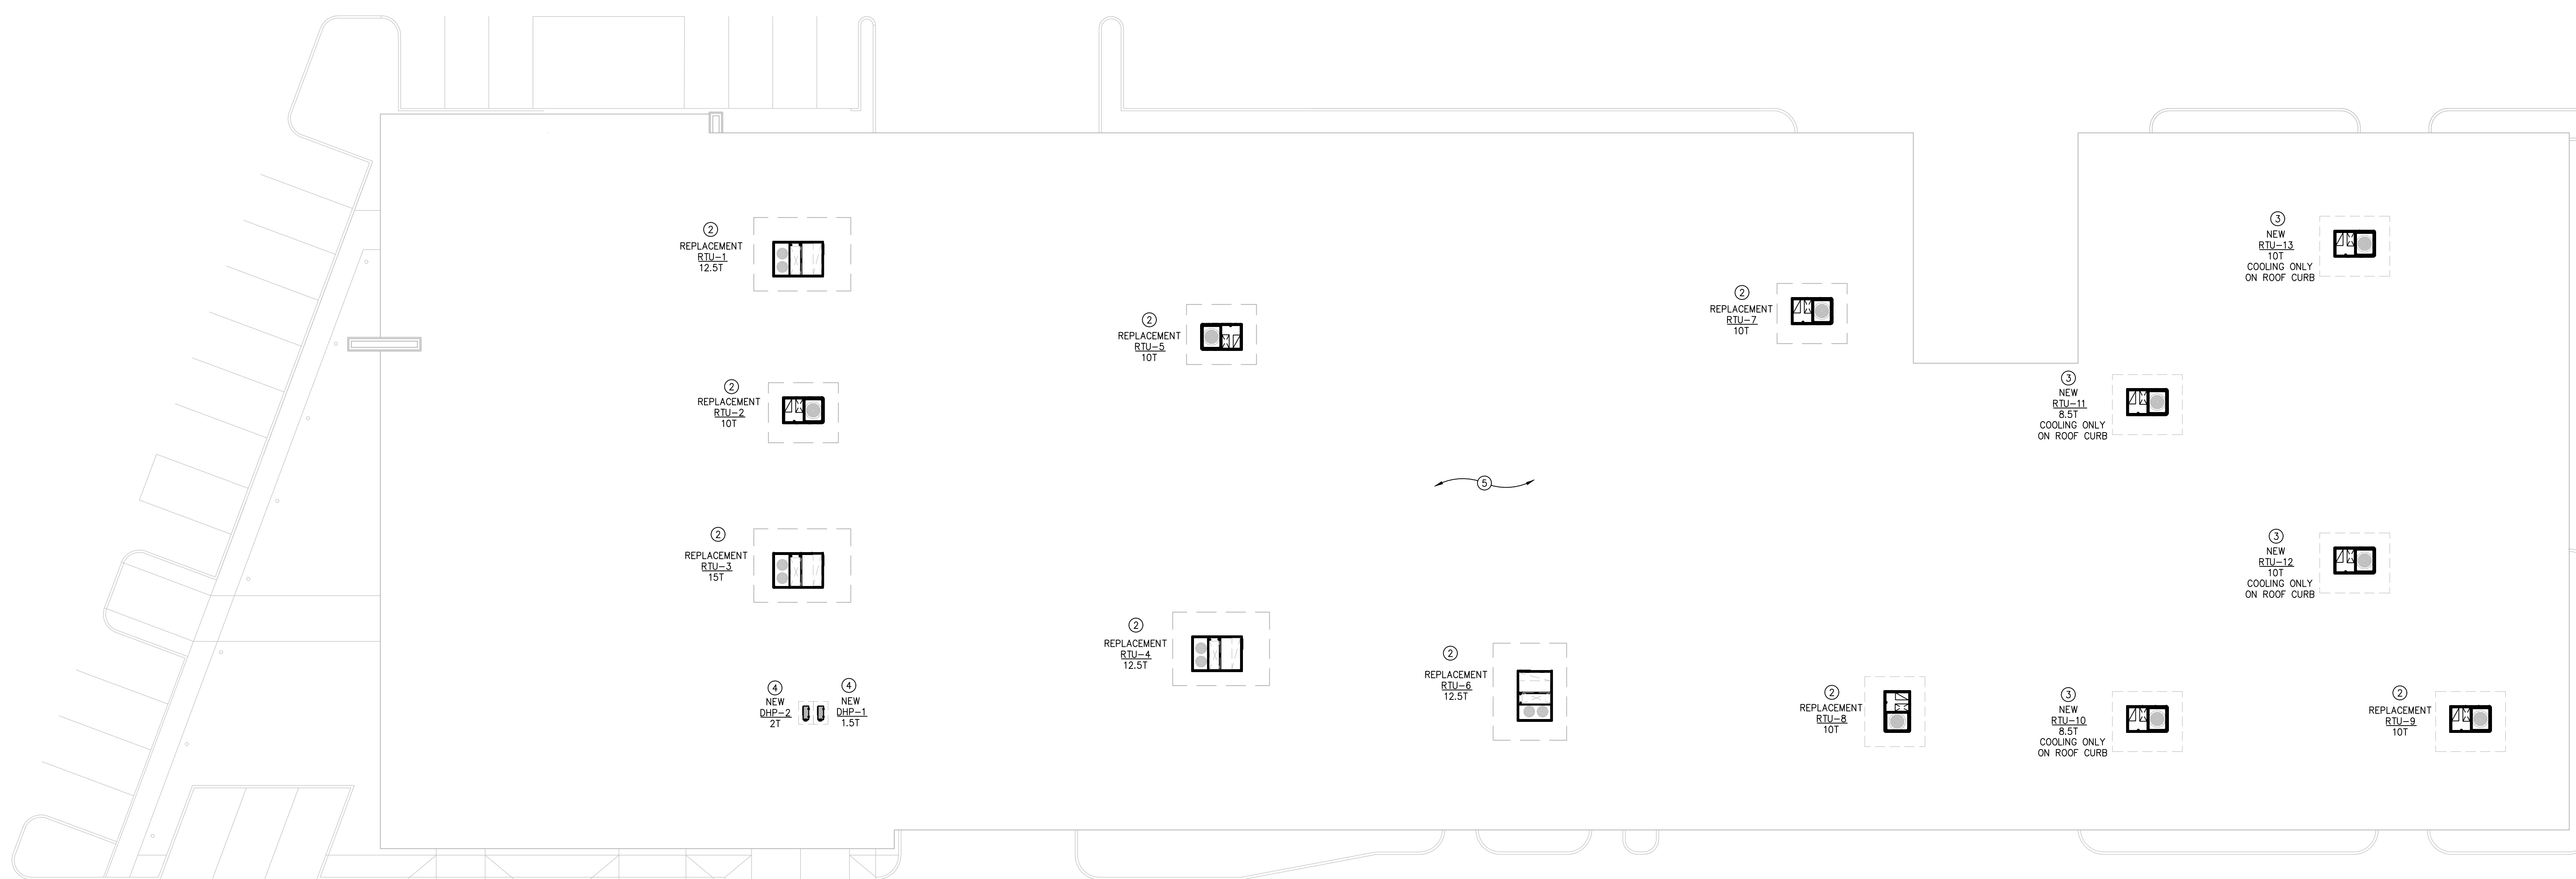 2
REPLACEMENT
RTU-1
12.5T
2
REPLACEMENT
RTU-2
10T
2
REPLACEMENT
RTU-3
15T
4
NEW
DHP-2
2T
4
NEW
DHP-1
1.5T
2
REPLACEMENT
RTU-5
10T
2
REPLACEMENT
RTU-4
12.5T
5
2
REPLACEMENT
RTU-6
12.5T
2
REPLACEMENT
RTU-7
10T
2
REPLACEMENT
RTU-8
10T
3
NEW
RTU-13
10T
COOLING ONLY
ON ROOF CURB
3
NEW
RTU-11
8.5T
COOLING ONLY
ON ROOF CURB
3
NEW
RTU-12
10T
COOLING ONLY
ON ROOF CURB
3
NEW
RTU-10
8.5T
COOLING ONLY
ON ROOF CURB
2
REPLACEMENT
RTU-9
10T